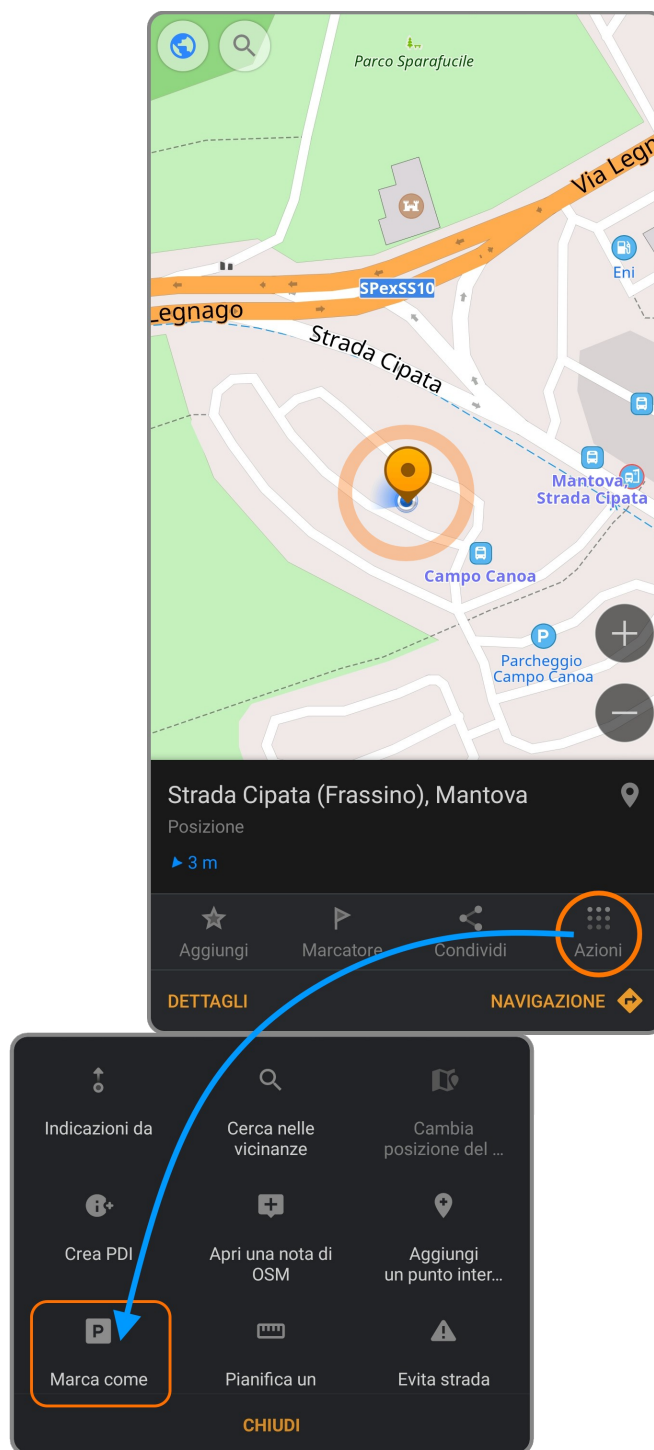 Parco Sparafucile
Via Legn
Eni
SPexSS10
Legnago
Strada Cipata
Mantova,
Strada Cipata
Campo Canoa
P
Parcheggio
Campo Canoa
Strada Cipata (Frassino), Mantova
Posizione
3 m
Aggiungi
Marcatore
Condividi
Azioni
DETTAGLI
NAVIGAZIONE
Indicazioni da
Cerca nelle
vicinanze
Cambia
posizione del ...
Crea PDI
Apri una nota di
OSM
Aggiungi
un punto inter...
P
Marca come
Pianifica un
Evita strada
CHIUDI